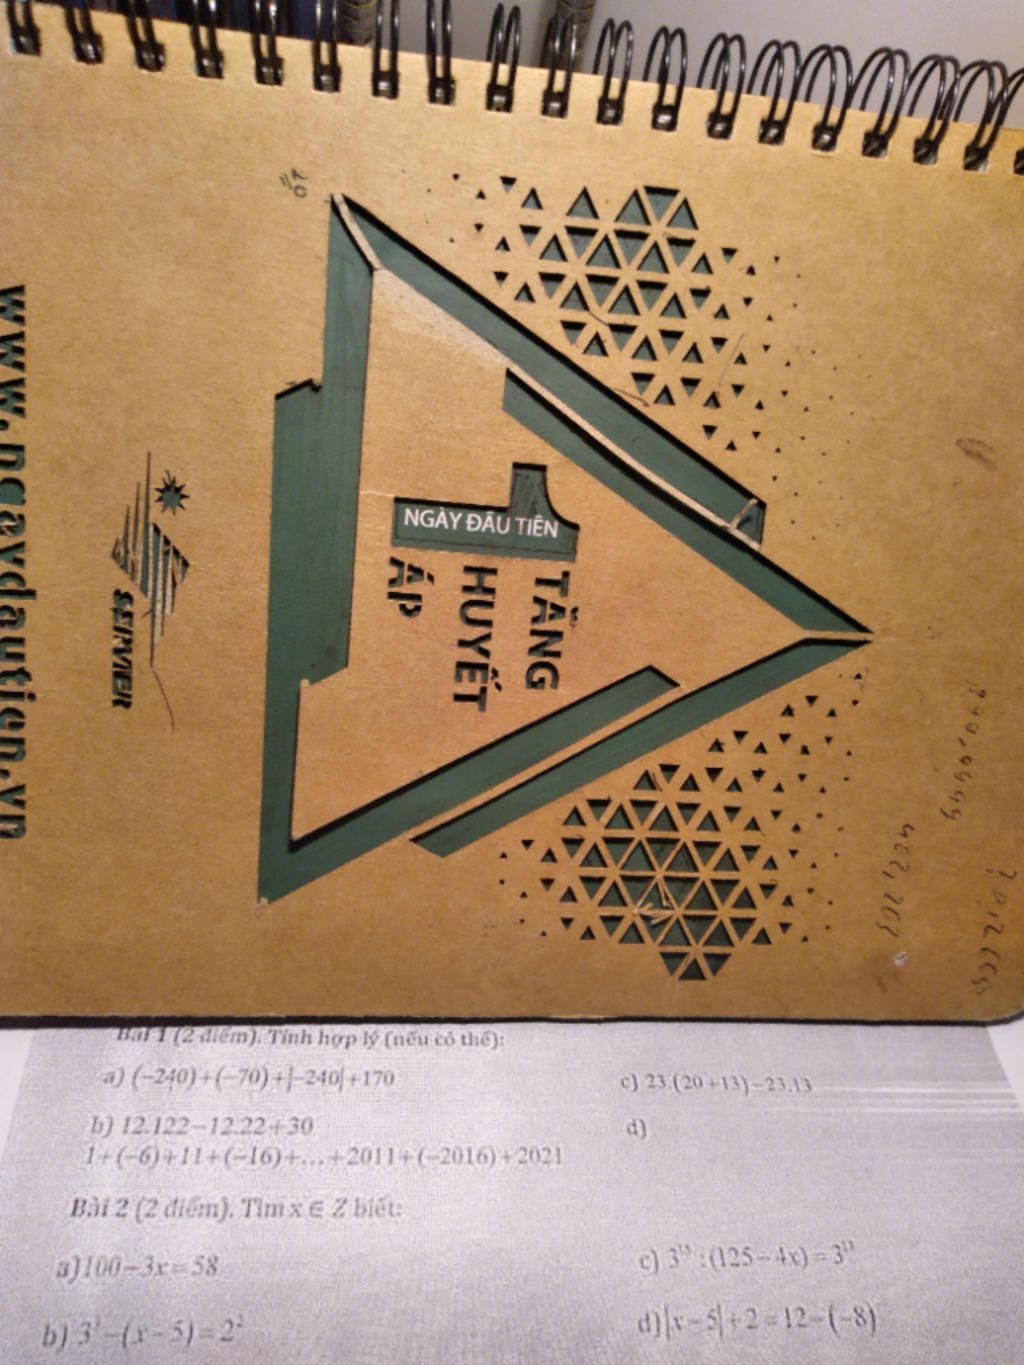 www.ngaydautien.vn
SERVIER
1
NGÀY ĐẦU TIÊN
TĂNG
HUYẾT
ÁP
Bài 1 (2 điểm). Tính hợp lý (nếu có thể):
a) (−240)+(−70)+|−240|+170
c) 23.(20+13)−23.13
b) 12.122−12.22+30
d)
1+(−6)+11+(−16)+...+2011+(−2016)+2021
Bài 2 (2 điểm). Tìm x ∈ Z biết:
a)100−3x=58
c) :(125−4x)=
b) −(x−5)=2²
d)|x−5|+2=12−(−8)